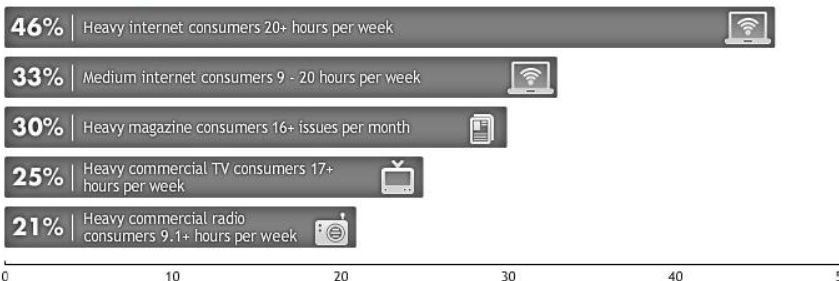 46% Heavy internet consumers 20+ hours per week
33% Medium internet consumers 9 - 20 hours per week
30% Heavy magazine consumers 16+ issues per month
25% Heavy commercial TV consumers 17+
hours per week
21% Heavy commercial radio
consumers 9.1+ hours per week
0 10 20 30 40